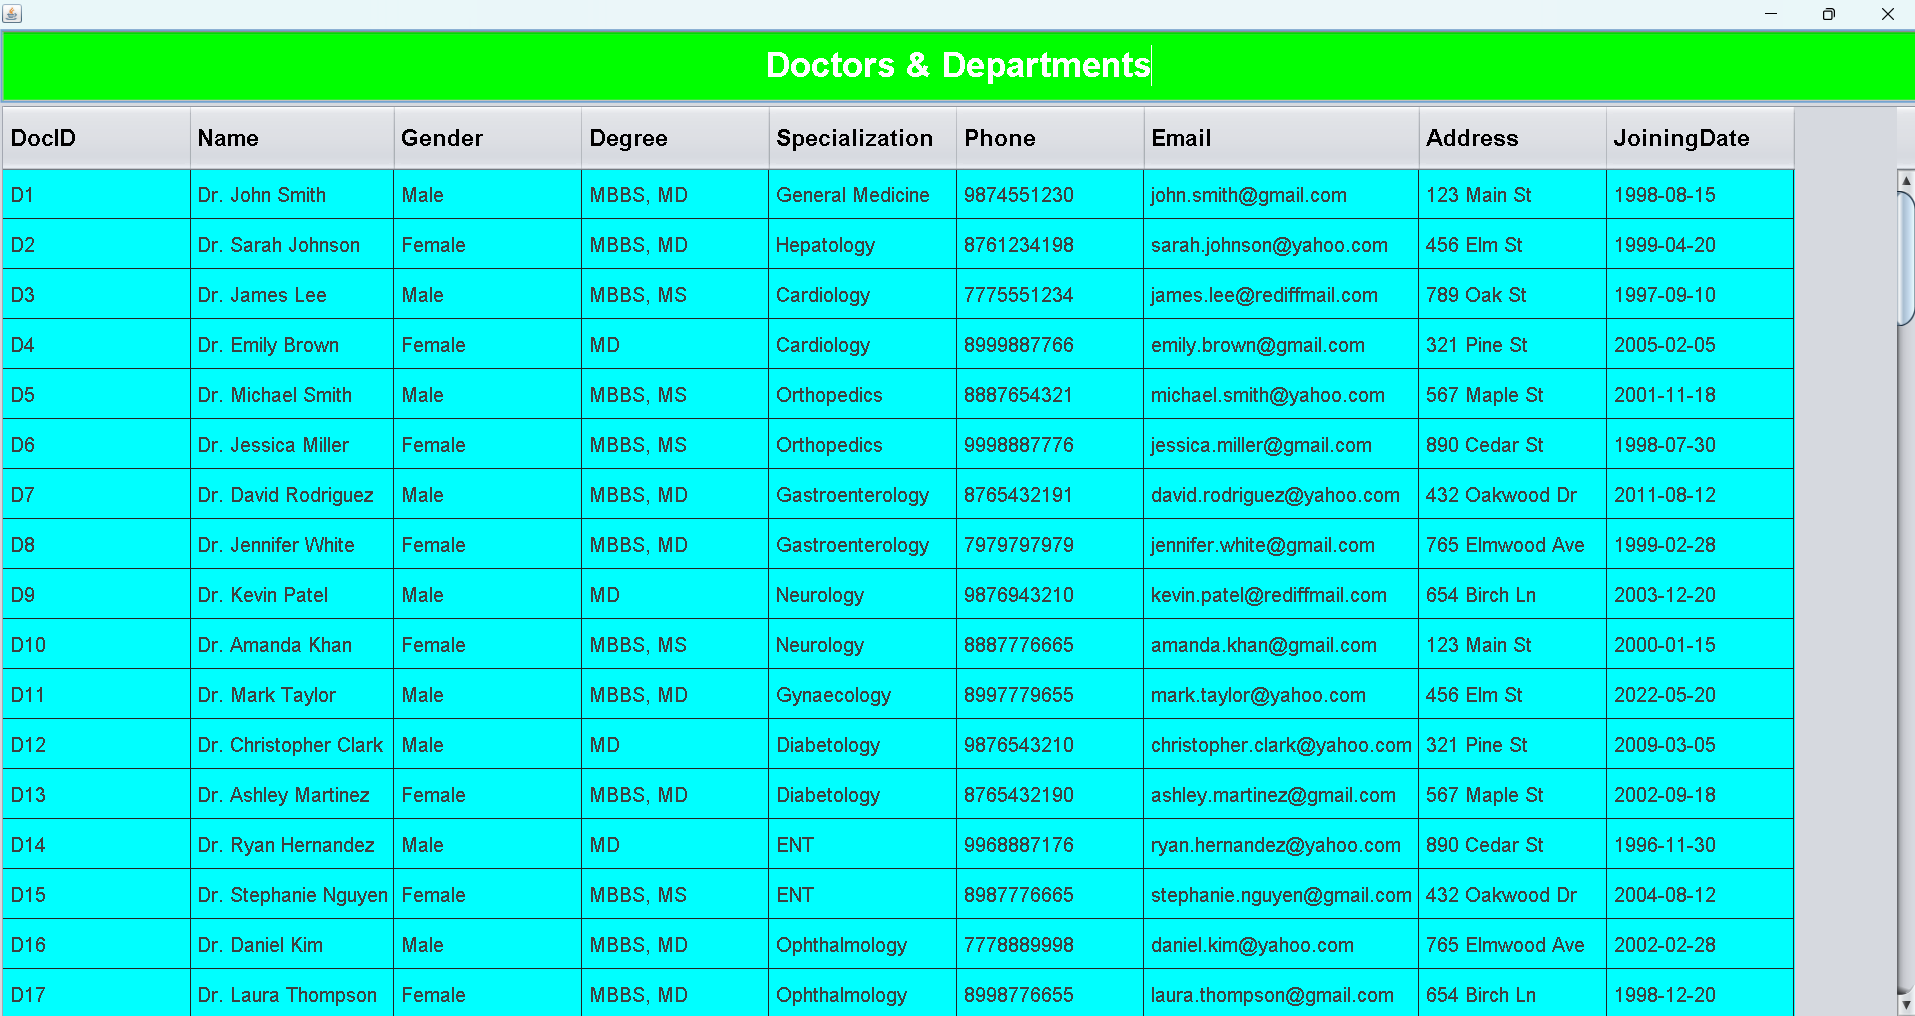 Doctors & Departments
DocID Name Gender Degree Specialization Phone Email Address JoiningDate
D1 Dr. John Smith Male MBBS, MD General Medicine 9874551230 john.smith@gmail.com 123 Main St 1998-08-15
D2 Dr. Sarah Johnson Female MBBS, MD Hepatology 8761234198 sarah.johnson@yahoo.com 456 Elm St 1999-04-20
D3 Dr. James Lee Male MBBS, MS Cardiology 7775551234 james.lee@rediffmail.com 789 Oak St 1997-09-10
D4 Dr. Emily Brown Female MD Cardiology 8999887766 emily.brown@gmail.com 321 Pine St 2005-02-05
D5 Dr. Michael Smith Male MBBS, MS Orthopedics 8887654321 michael.smith@yahoo.com 567 Maple St 2001-11-18
D6 Dr. Jessica Miller Female MBBS, MS Orthopedics 9998887776 jessica.miller@gmail.com 890 Cedar St 1998-07-30
D7 Dr. David Rodriguez Male MBBS, MD Gastroenterology 8765432191 david.rodriguez@yahoo.com 432 Oakwood Dr 2011-08-12
D8 Dr. Jennifer White Female MBBS, MD Gastroenterology 7979797979 jennifer.white@gmail.com 765 Elmwood Ave 1999-02-28
D9 Dr. Kevin Patel Male MD Neurology 9876943210 kevin.patel@rediffmail.com 654 Birch Ln 2003-12-20
D10 Dr. Amanda Khan Female MBBS, MS Neurology 8887776665 amanda.khan@gmail.com 123 Main St 2000-01-15
D11 Dr. Mark Taylor Male MBBS, MD Gynaecology 8997779655 mark.taylor@yahoo.com 456 Elm St 2022-05-20
D12 Dr. Christopher Clark Male MD Diabetology 9876543210 christopher.clark@yahoo.com 321 Pine St 2009-03-05
D13 Dr. Ashley Martinez Female MBBS, MD Diabetology 8765432190 ashley.martinez@gmail.com 567 Maple St 2002-09-18
D14 Dr. Ryan Hernandez Male MD ENT 9968887176 ryan.hernandez@yahoo.com 890 Cedar St 1996-11-30
D15 Dr. Stephanie Nguyen Female MBBS, MS ENT 8987776665 stephanie.nguyen@gmail.com 432 Oakwood Dr 2004-08-12
D16 Dr. Daniel Kim Male MBBS, MD Ophthalmology 7778889998 daniel.kim@yahoo.com 765 Elmwood Ave 2002-02-28
D17 Dr. Laura Thompson Female MBBS, MD Ophthalmology 8998776655 laura.thompson@gmail.com 654 Birch Ln 1998-12-20